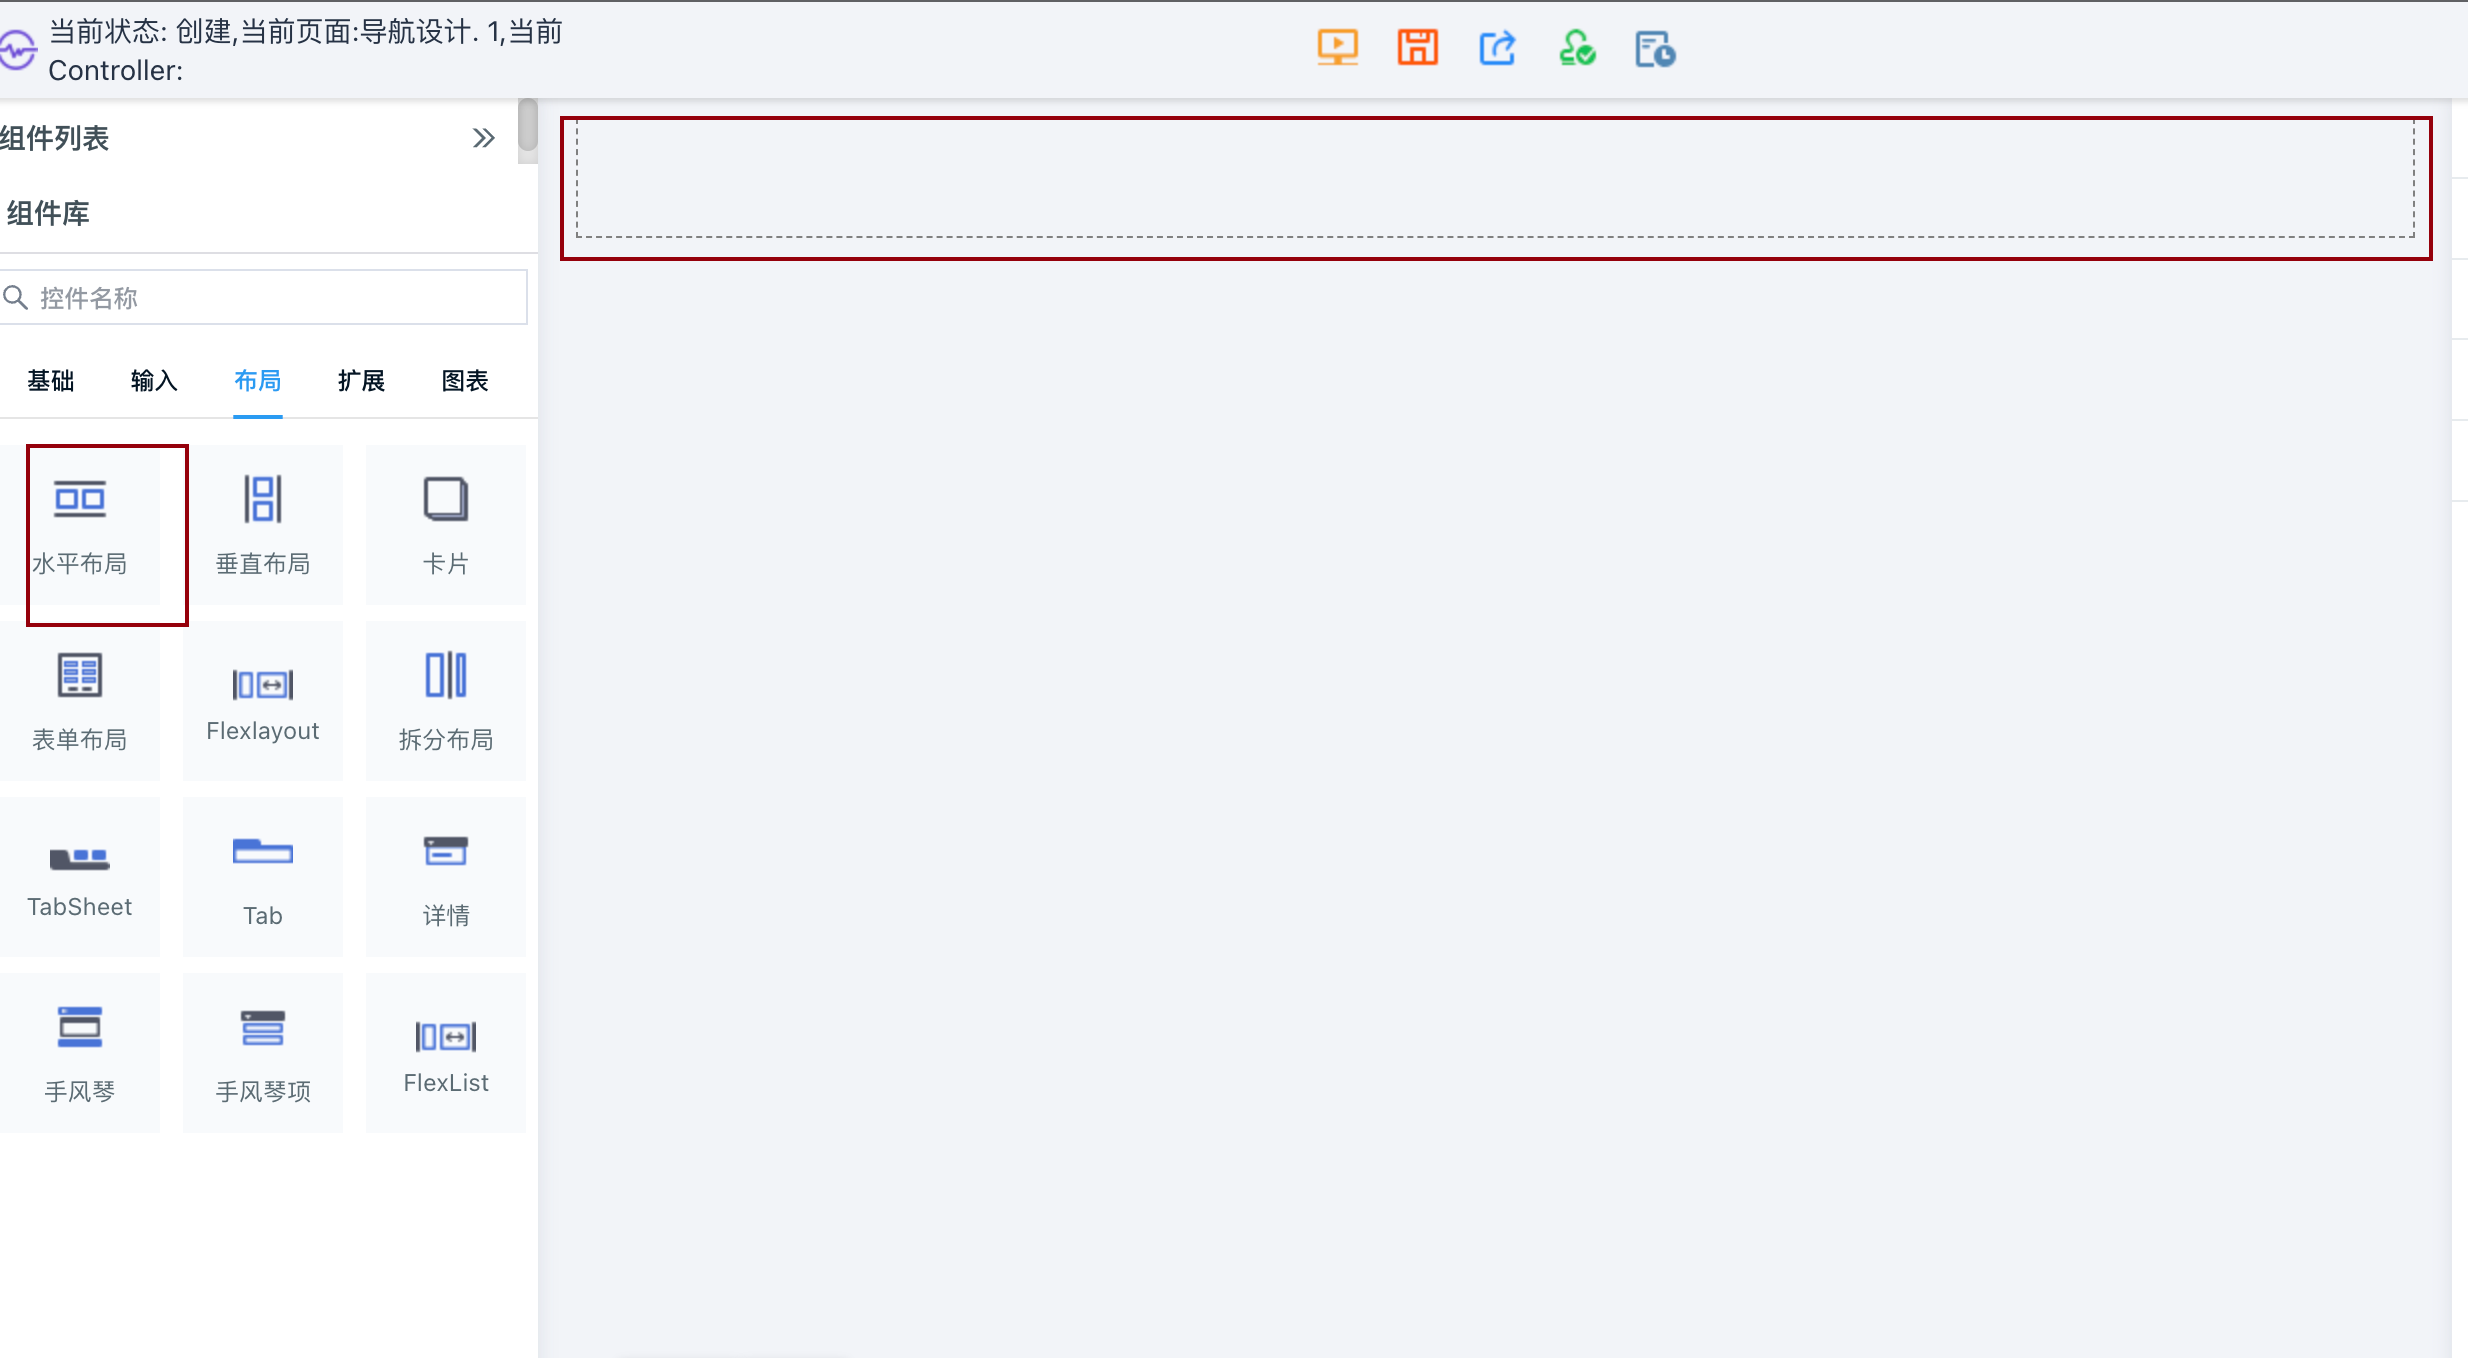 当前状态: 创建,当前页面:导航设计. 1,当前
Controller:
组件列表
组件库
控件名称
基础 输入 布局 扩展 图表
水平布局 垂直布局 卡片
表单布局 Flexlayout 拆分布局
TabSheet Tab 详情
手风琴 手风琴项 FlexList